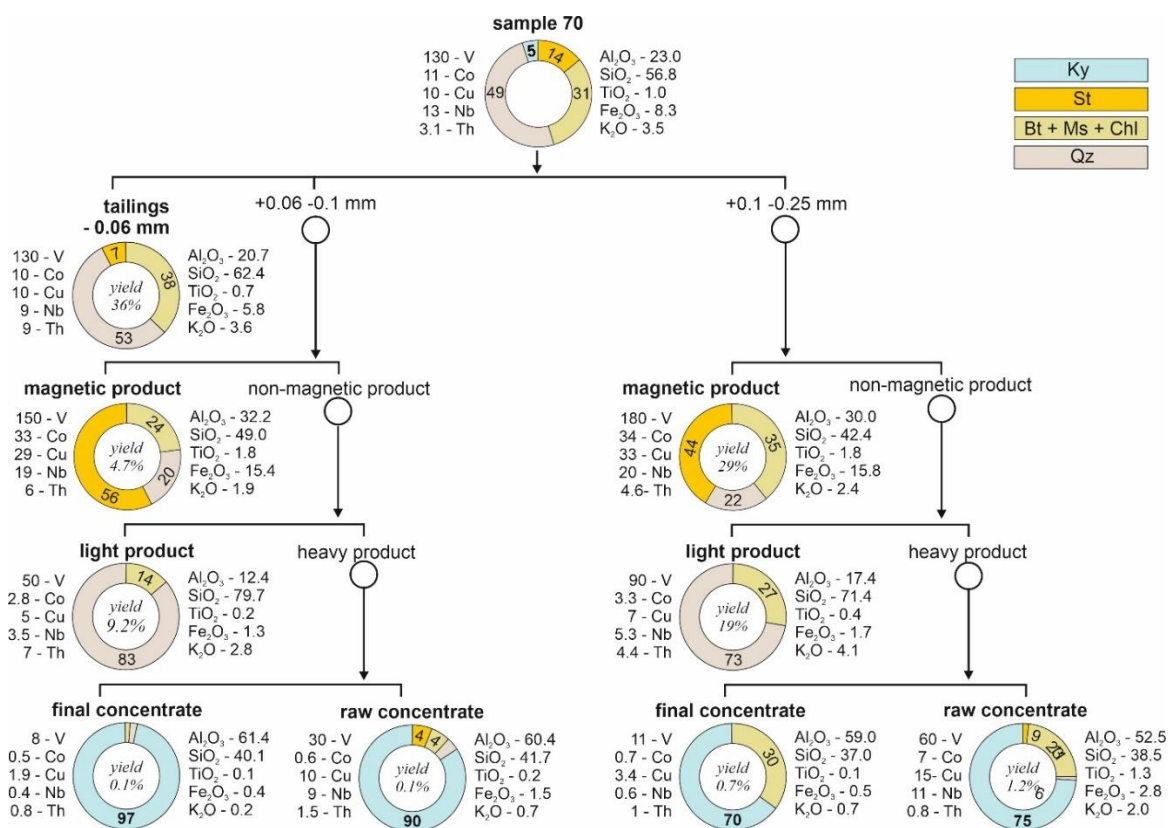 sample 70
130 - V
11 - Co
10 - Cu
13 - Nb
3.1 - Th
5
14
31
49
Al₂O₃ - 23.0
SiO₂ - 56.8
TiO₂ - 1.0
Fe₂O₃ - 8.3
K₂O - 3.5
Ky
St
Bt + Ms + Chl
Qz
tailings
- 0.06 mm
130 - V
10 - Co
10 - Cu
9 - Nb
9 - Th
7
38
53
yield
36%
Al₂O₃ - 20.7
SiO₂ - 62.4
TiO₂ - 0.7
Fe₂O₃ - 5.8
K₂O - 3.6
+0.06 -0.1 mm
+0.1 -0.25 mm
magnetic product
150 - V
33 - Co
29 - Cu
19 - Nb
6 - Th
24
20
56
yield
4.7%
Al₂O₃ - 32.2
SiO₂ - 49.0
TiO₂ - 1.8
Fe₂O₃ - 15.4
K₂O - 1.9
non-magnetic product
magnetic product
180 - V
34 - Co
33 - Cu
20 - Nb
4.6- Th
44
35
22
yield
29%
Al₂O₃ - 30.0
SiO₂ - 42.4
TiO₂ - 1.8
Fe₂O₃ - 15.8
K₂O - 2.4
non-magnetic product
light product
50 - V
2.8 - Co
5 - Cu
3.5 - Nb
7 - Th
14
83
yield
9.2%
Al₂O₃ - 12.4
SiO₂ - 79.7
TiO₂ - 0.2
Fe₂O₃ - 1.3
K₂O - 2.8
heavy product
light product
90 - V
3.3 - Co
7 - Cu
5.3 - Nb
4.4 - Th
27
73
yield
19%
Al₂O₃ - 17.4
SiO₂ - 71.4
TiO₂ - 0.4
Fe₂O₃ - 1.7
K₂O - 4.1
heavy product
final concentrate
8 - V
0.5 - Co
1.9 - Cu
0.4 - Nb
0.8 - Th
yield
0.1%
97
Al₂O₃ - 61.4
SiO₂ - 40.1
TiO₂ - 0.1
Fe₂O₃ - 0.4
K₂O - 0.2
raw concentrate
30 - V
0.6 - Co
10 - Cu
9 - Nb
1.5 - Th
4
4
yield
0.1%
90
Al₂O₃ - 60.4
SiO₂ - 41.7
TiO₂ - 0.2
Fe₂O₃ - 1.5
K₂O - 0.7
final concentrate
11 - V
0.7 - Co
3.4 - Cu
0.6 - Nb
1 - Th
30
yield
0.7%
70
Al₂O₃ - 59.0
SiO₂ - 37.0
TiO₂ - 0.1
Fe₂O₃ - 0.5
K₂O - 0.7
raw concentrate
60 - V
7 - Co
15 - Cu
11 - Nb
0.8 - Th
9
6
yield
1.2%
75
Al₂O₃ - 52.5
SiO₂ - 38.5
TiO₂ - 1.3
Fe₂O₃ - 2.8
K₂O - 2.0